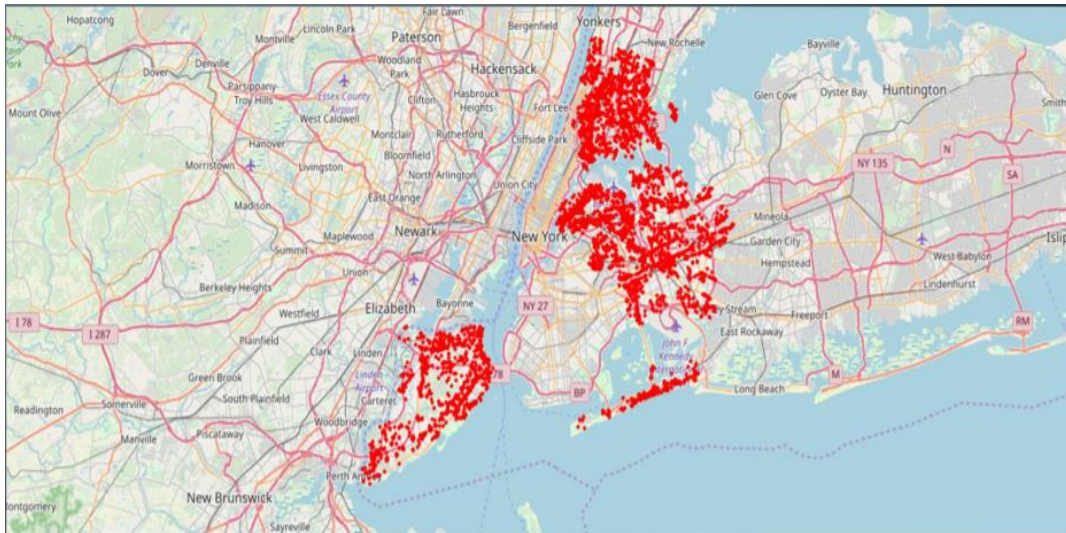 Hopatcong
Lincoln Park
Fair Lawn
Bergenfield
Yonkers
Montville
Paterson
New Rochelle
Bayville
Denville
Woodland
Park
Hackensack
Dover
Parsippany-
Troy Hills
Essex County
Airport
Clifton
Hasbrouck
Heights
Fort Lee
Glen Cove
Oyster Bay
Huntington
Mount Olive
West Caldwell
Montclair
Rutherford
Cliffside Park
Hanover
Bloomfield
N
NY 135
Morristown
Livingston
North Arlington
Union City
SA
Madison
East Orange
Mineola
Maplewood
Newark
New York
Garden City
Summit
Union
Hempstead
West Babylon
Berkeley Heights
Lindenhurst
Elizabeth
Bayonne
NY 27
Freeport
I 78
I 287
Westfield
East Rockaway
RM
Plainfield
Clark
Linden
John F.
Kennedy
Linden
Airport
78
M
Green Brook
Carteret
BP
Long Beach
Readington
Somerville
South Plainfield
Woodbridge
Manville
Piscataway
Perth Am
New Brunswick
ontgomery
Sayreville